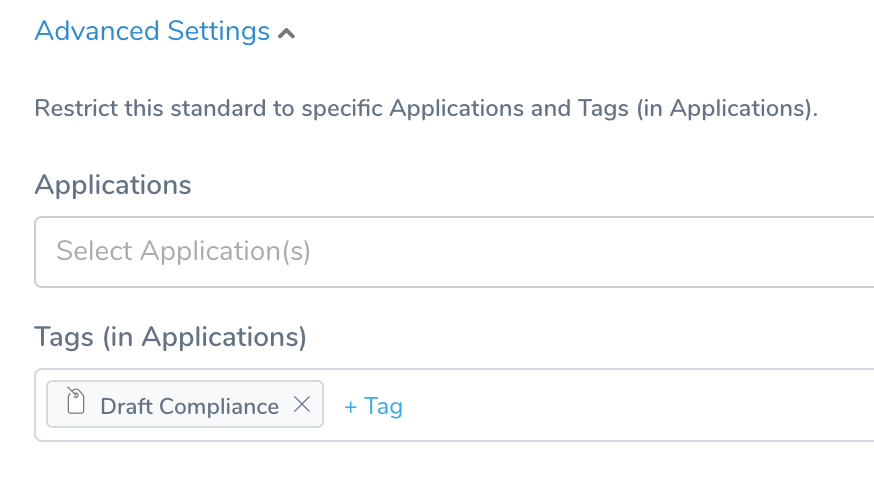 Advanced Settings
Restrict this standard to specific Applications and Tags (in Applications).
Applications
Select Application(s)
Tags (in Applications)
Draft Compliance + Tag